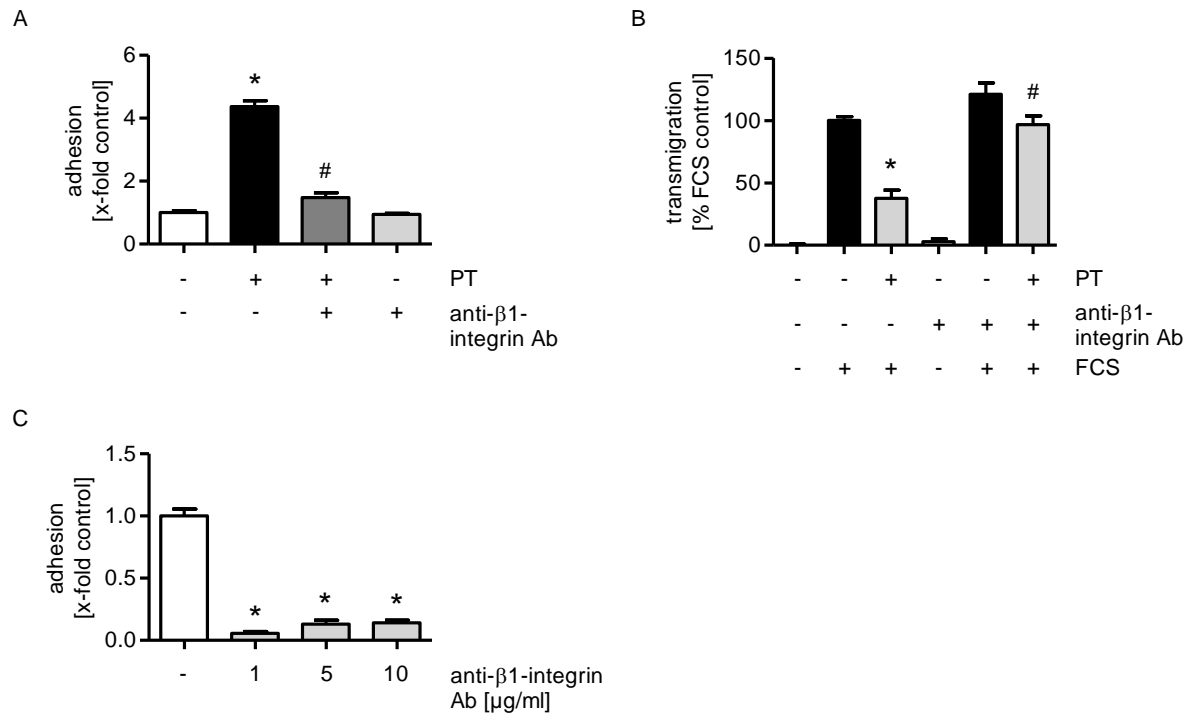 A
adhesion
[x-fold control]
6
4
2
0
*
#
- + + - PT
- - + + anti-β1-
integrin Ab
B
transmigration
[% FCS control]
150
100
50
0
*
#
- - + - - + PT
- - - + + + anti-β1-
integrin Ab
- + + - + + FCS
C
adhesion
[x-fold control]
1.5
1.0
0.5
0.0
* * *
- 1 5 10 anti-β1-integrin
Ab [µg/ml]